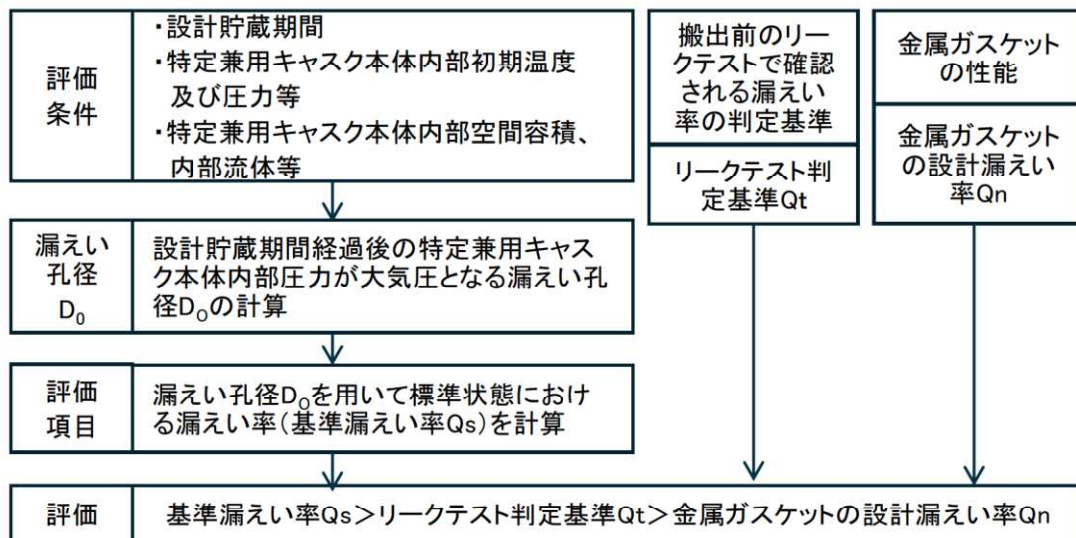 評価
条件
・設計貯蔵期間
・特定兼用キャスク本体内部初期温度
及び圧力等
・特定兼用キャスク本体内部空間容積、
内部流体等
搬出前のリー
クテストで確認
される漏えい
率の判定基準
リークテスト判
定基準Qt
金属ガスケット
の性能
金属ガスケット
の設計漏えい
率Qn
漏えい
孔径
D₀
設計貯蔵期間経過後の特定兼用キャス
ク本体内部圧力が大気圧となる漏えい孔
径D₀の計算
評価
項目
漏えい孔径D₀を用いて標準状態におけ
る漏えい率(基準漏えい率Qs)を計算
評価
基準漏えい率Qs>リークテスト判定基準Qt>金属ガスケットの設計漏えい率Qn